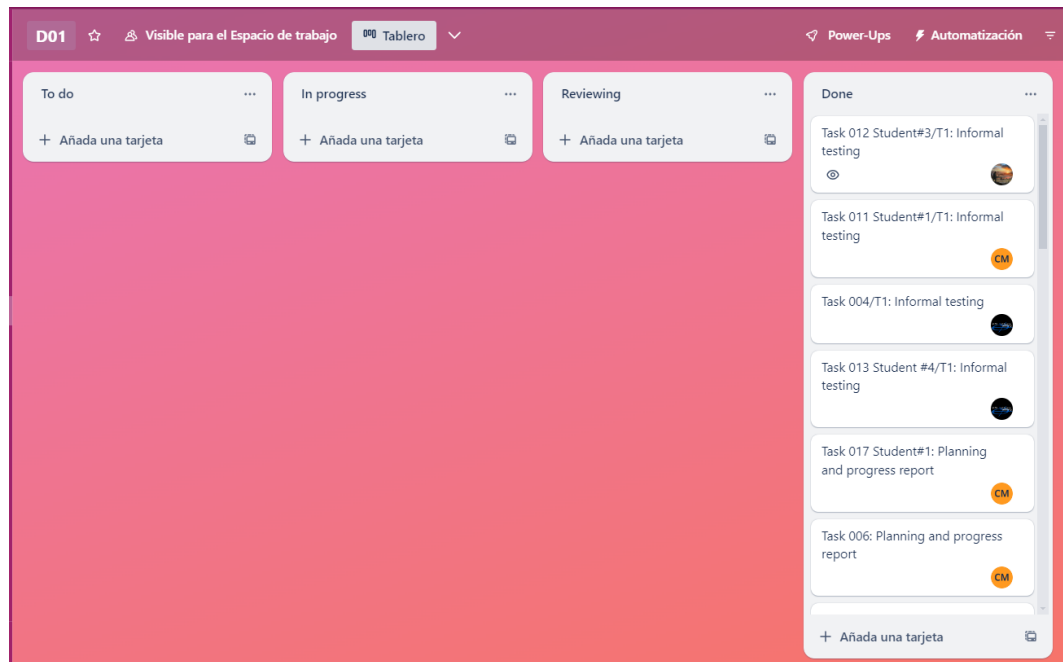 D01 Visible para el Espacio de trabajo Tablero Power-Ups Automatización
To do
Añada una tarjeta
In progress
Añada una tarjeta
Reviewing
Añada una tarjeta
Done
Task 012 Student#3/T1: Informal
testing
Task 011 Student#1/T1: Informal
testing
CM
Task 004/T1: Informal testing
Task 013 Student #4/T1: Informal
testing
Task 017 Student#1: Planning
and progress report
CM
Task 006: Planning and progress
report
CM
Añada una tarjeta